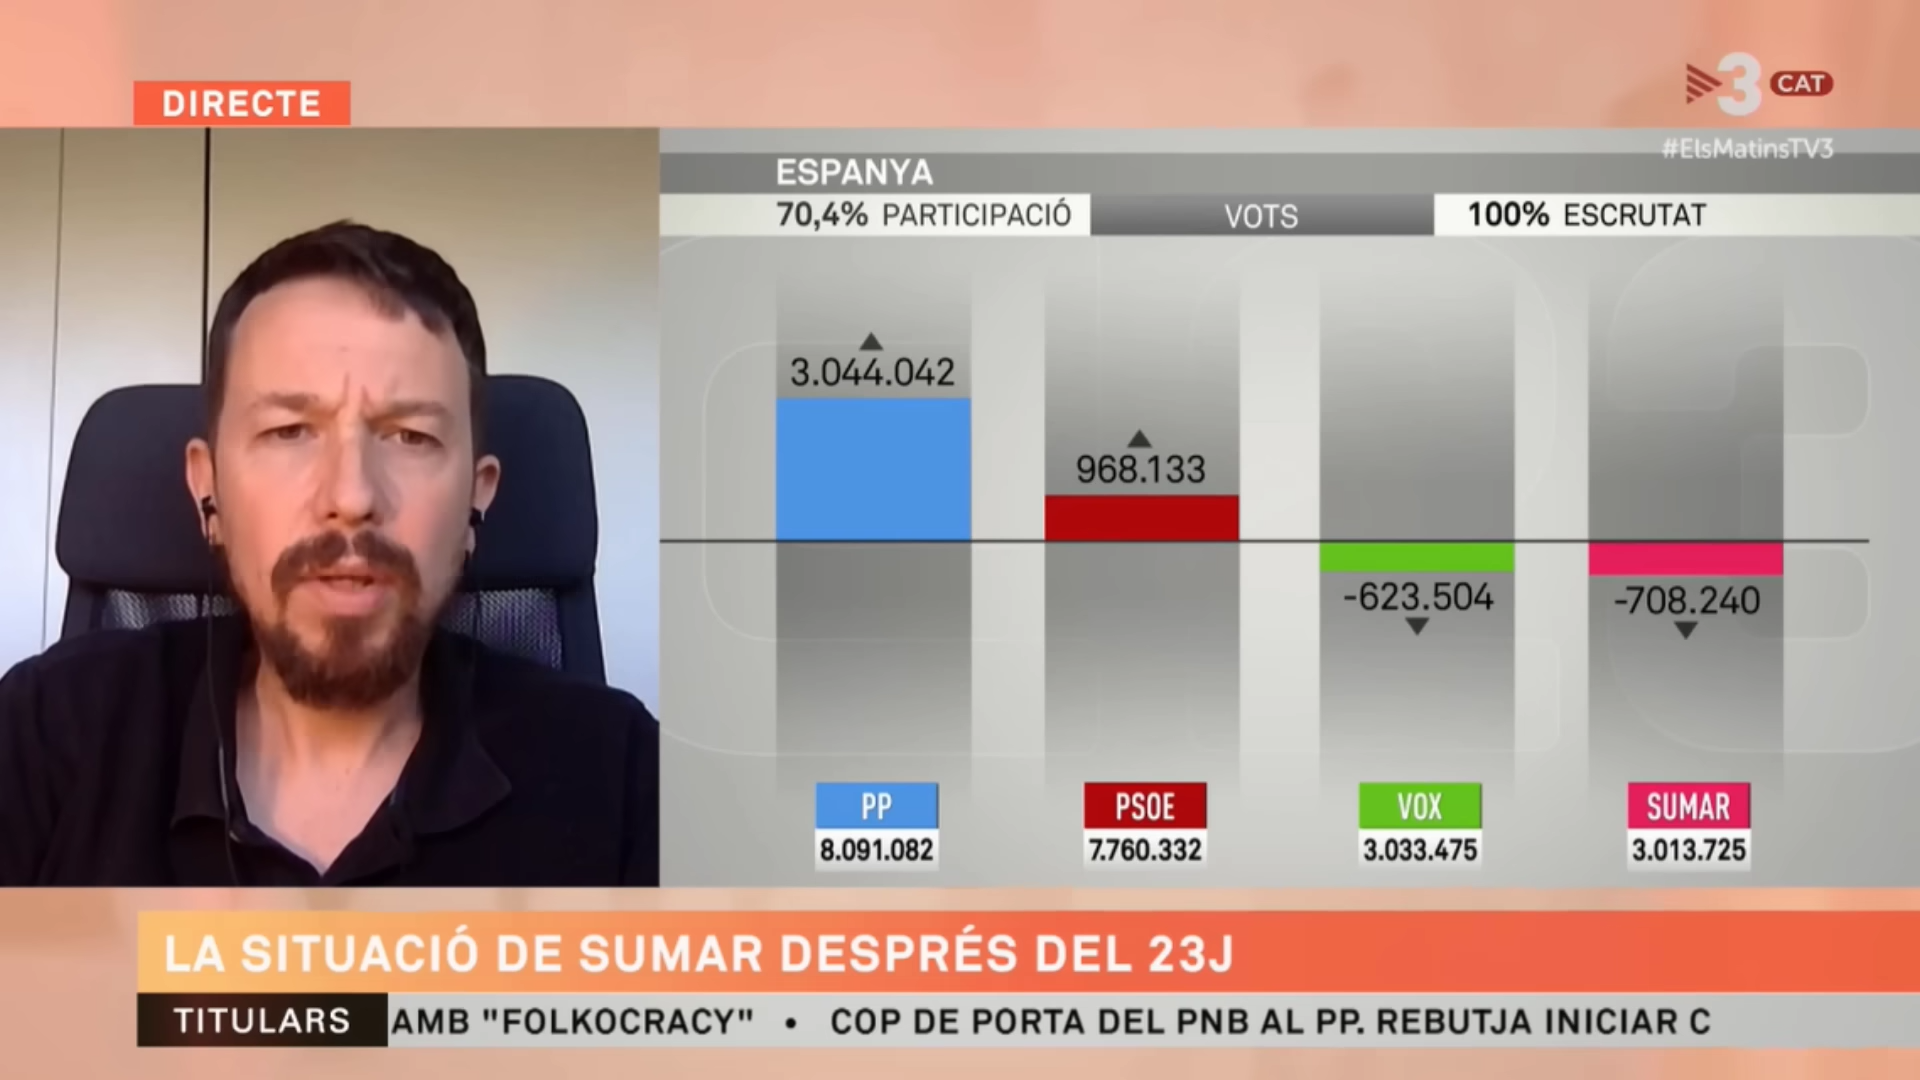 DIRECTE
3 CAT
#ElsMatinsTV3
ESPANYA
70,4% PARTICIPACIÓ
VOTS
100% ESCRUTAT
3.044.042
968.133
-623.504
-708.240
PP
8.091.082
PSOE
7.760.332
VOX
3.033.475
SUMAR
3.013.725
LA SITUACIÓ DE SUMAR DESPRÉS DEL 23J
TITULARS
AMB "FOLKOCRACY" • COP DE PORTA DEL PNB AL PP. REBUTJA INICIAR C